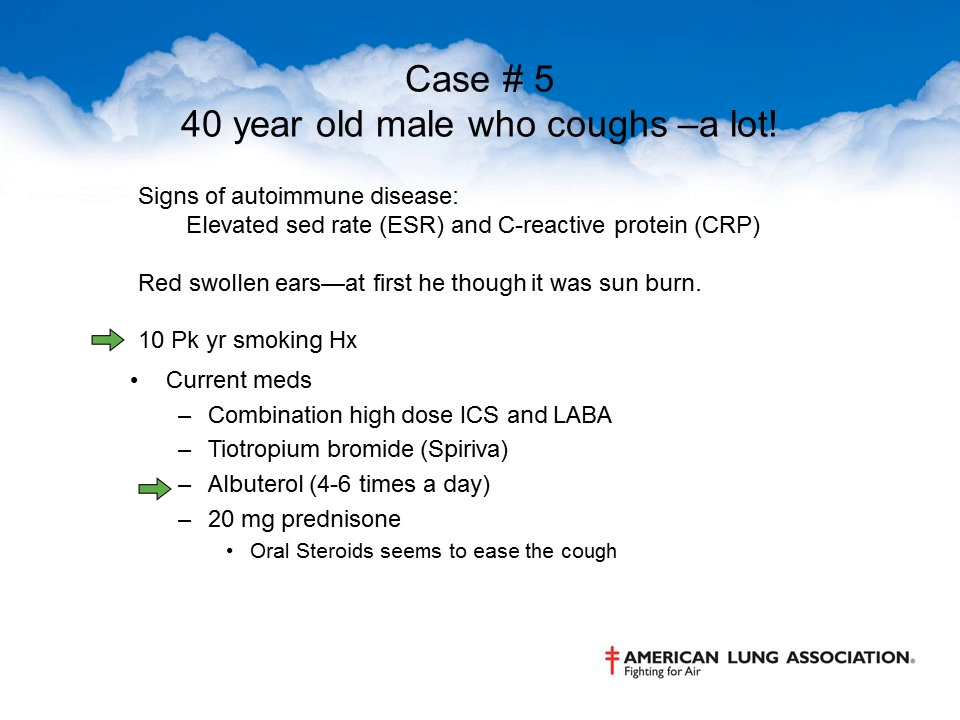 Case # 5
40 year old male who coughs –a lot!
Signs of autoimmune disease:
Elevated sed rate (ESR) and C-reactive protein (CRP)
Red swollen ears—at first he though it was sun burn.
10 Pk yr smoking Hx
• Current meds
– Combination high dose ICS and LABA
– Tiotropium bromide (Spiriva)
– Albuterol (4-6 times a day)
– 20 mg prednisone
• Oral Steroids seems to ease the cough
AMERICAN LUNG ASSOCIATION®
Fighting for Air